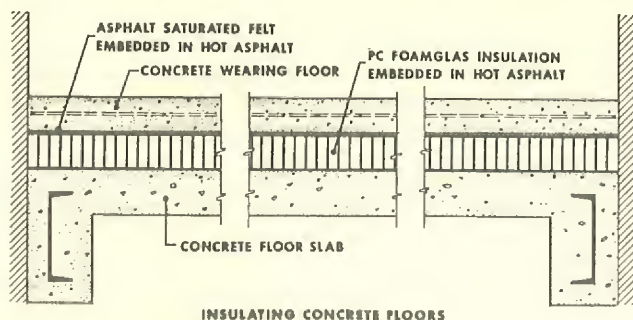 ASPHALT SATURATED FELT
EMBEDDED IN HOT ASPHALT
CONCRETE WEARING FLOOR
PC FOAMGLAS INSULATION
EMBEDDED IN HOT ASPHALT
CONCRETE FLOOR SLAB
INSULATING CONCRETE FLOORS